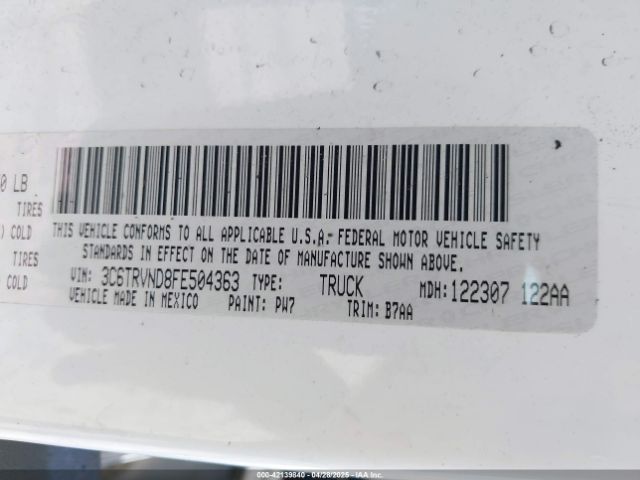 0 LB
TIRES
) COLD
TIRES
COLD
THIS VEHICLE CONFORMS TO ALL APPLICABLE U.S.A. FEDERAL MOTOR VEHICLE SAFETY
STANDARDS IN EFFECT ON THE DATE OF MANUFACTURE SHOWN ABOVE.
VIN: 3C6TRVND8FE504363 TYPE: TRUCK MDH: 122307 122AA
VEHICLE MADE IN MEXICO PAINT: PW7 TRIM: B7AA
000-42139840 - 04/28/2025 - IAA